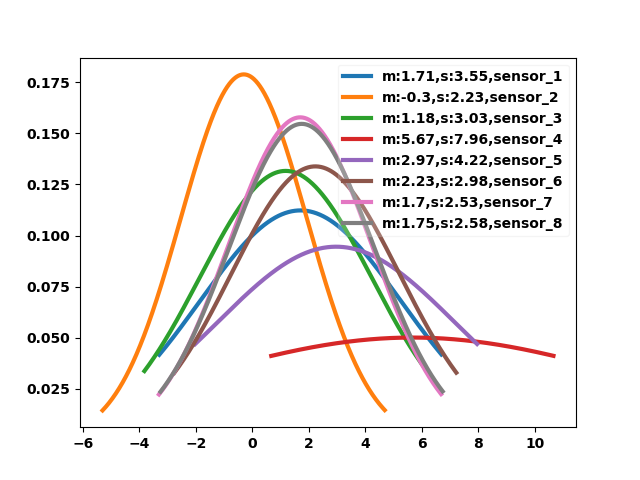 m:1.71,s:3.55,sensor_1
m:-0.3,s:2.23,sensor_2
m:1.18,s:3.03,sensor_3
m:5.67,s:7.96,sensor_4
m:2.97,s:4.22,sensor_5
m:2.23,s:2.98,sensor_6
m:1.7,s:2.53,sensor_7
m:1.75,s:2.58,sensor_8
0.175
0.150
0.125
0.100
0.075
0.050
0.025
−6 −4 −2 0 2 4 6 8 10